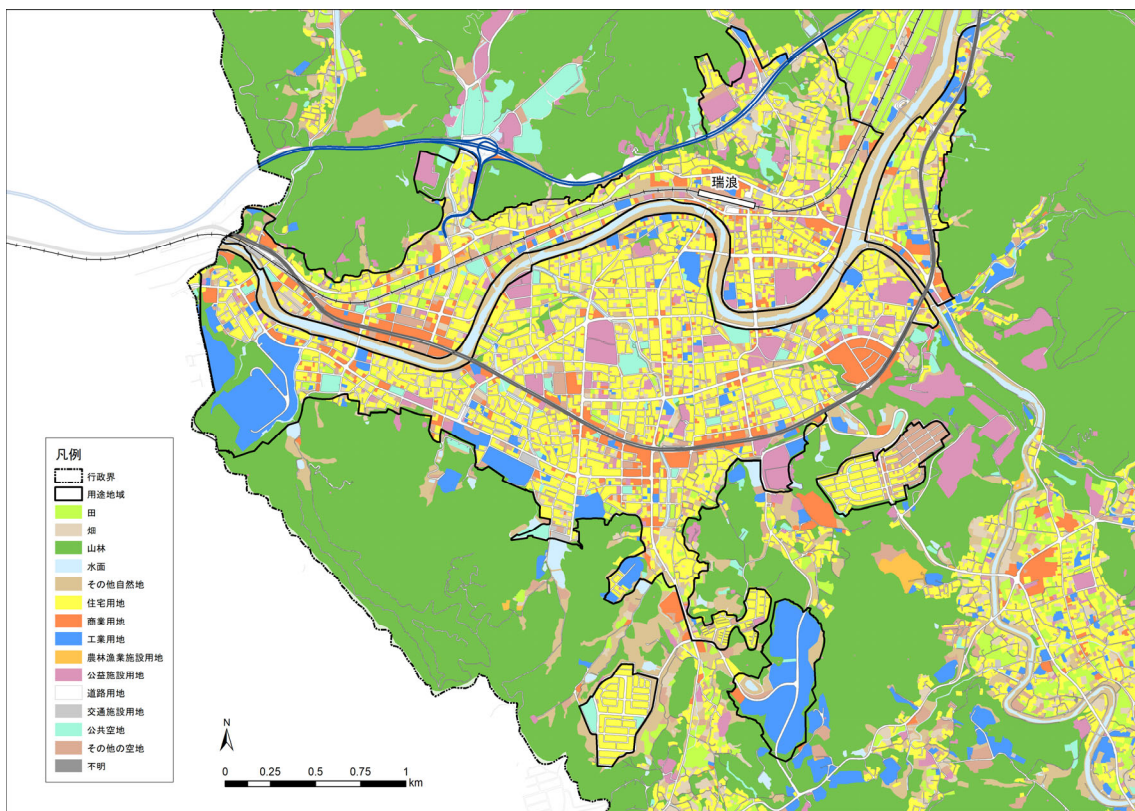 瑞浪
凡例
行政界
用途地域
田
畑
山林
水面
その他自然地
住宅用地
商業用地
工業用地
農林漁業施設用地
公益施設用地
道路用地
交通施設用地
公共空地
その他の空地
不明
N
0 0.25 0.5 0.75 1
km